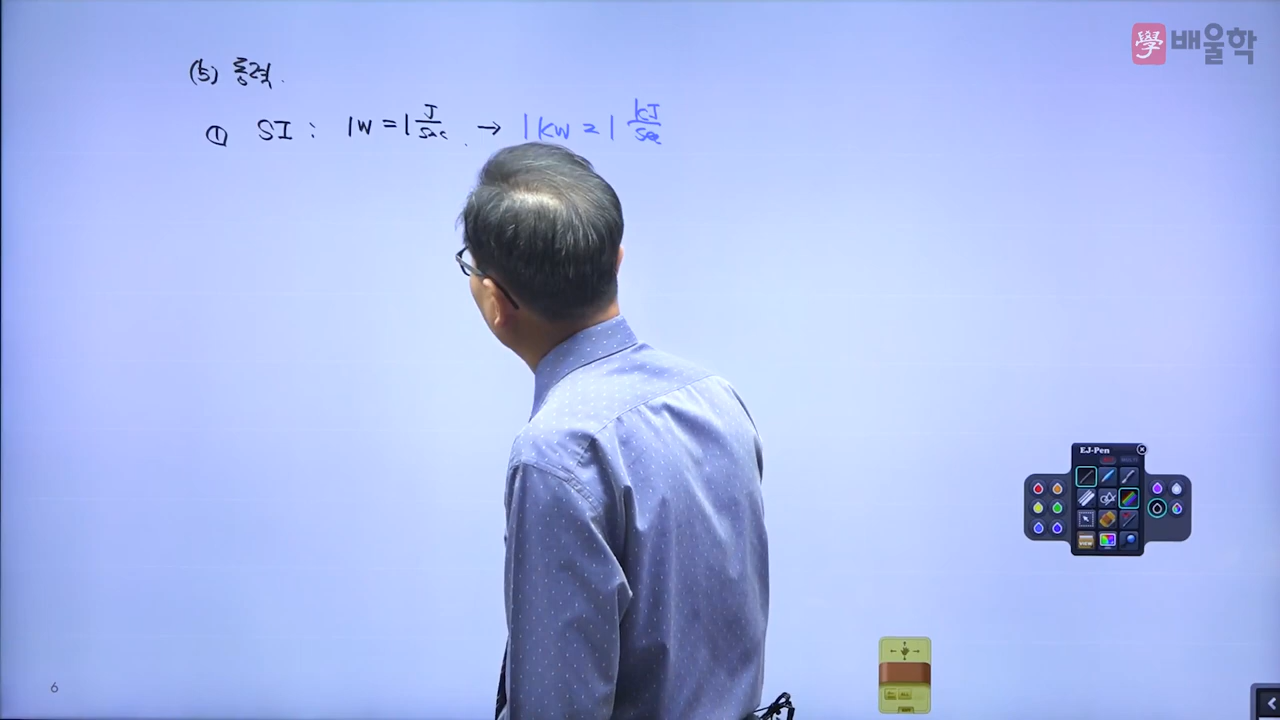 學 배울학
(5) 동력.
① SI : 1W = 1 J/sec → 1kW = 1 kJ/sec
EJ-Pen
VIEW
6